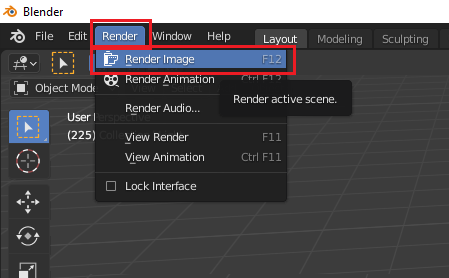 Blender
File Edit Render Window Help Layout Modeling Sculpting
Render Image F12
Object Mode Render Animation Ctrl F12
Render active scene.
Render Audio...
User Perspective
(225) View Render F11
View Animation Ctrl F11
Lock Interface